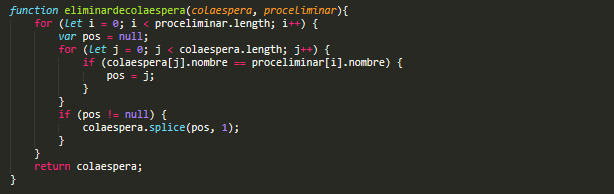 function eliminardecolaespera(colaespera, proceliminar){
    for (let i = 0; i < proceliminar.length; i++) {
        var pos = null;
        for (let j = 0; j < colaespera.length; j++) {
            if (colaespera[j].nombre == proceliminar[i].nombre) {
                pos = j;
            }
        }
        if (pos != null) {
            colaespera.splice(pos, 1);
        }
    }
    return colaespera;
}